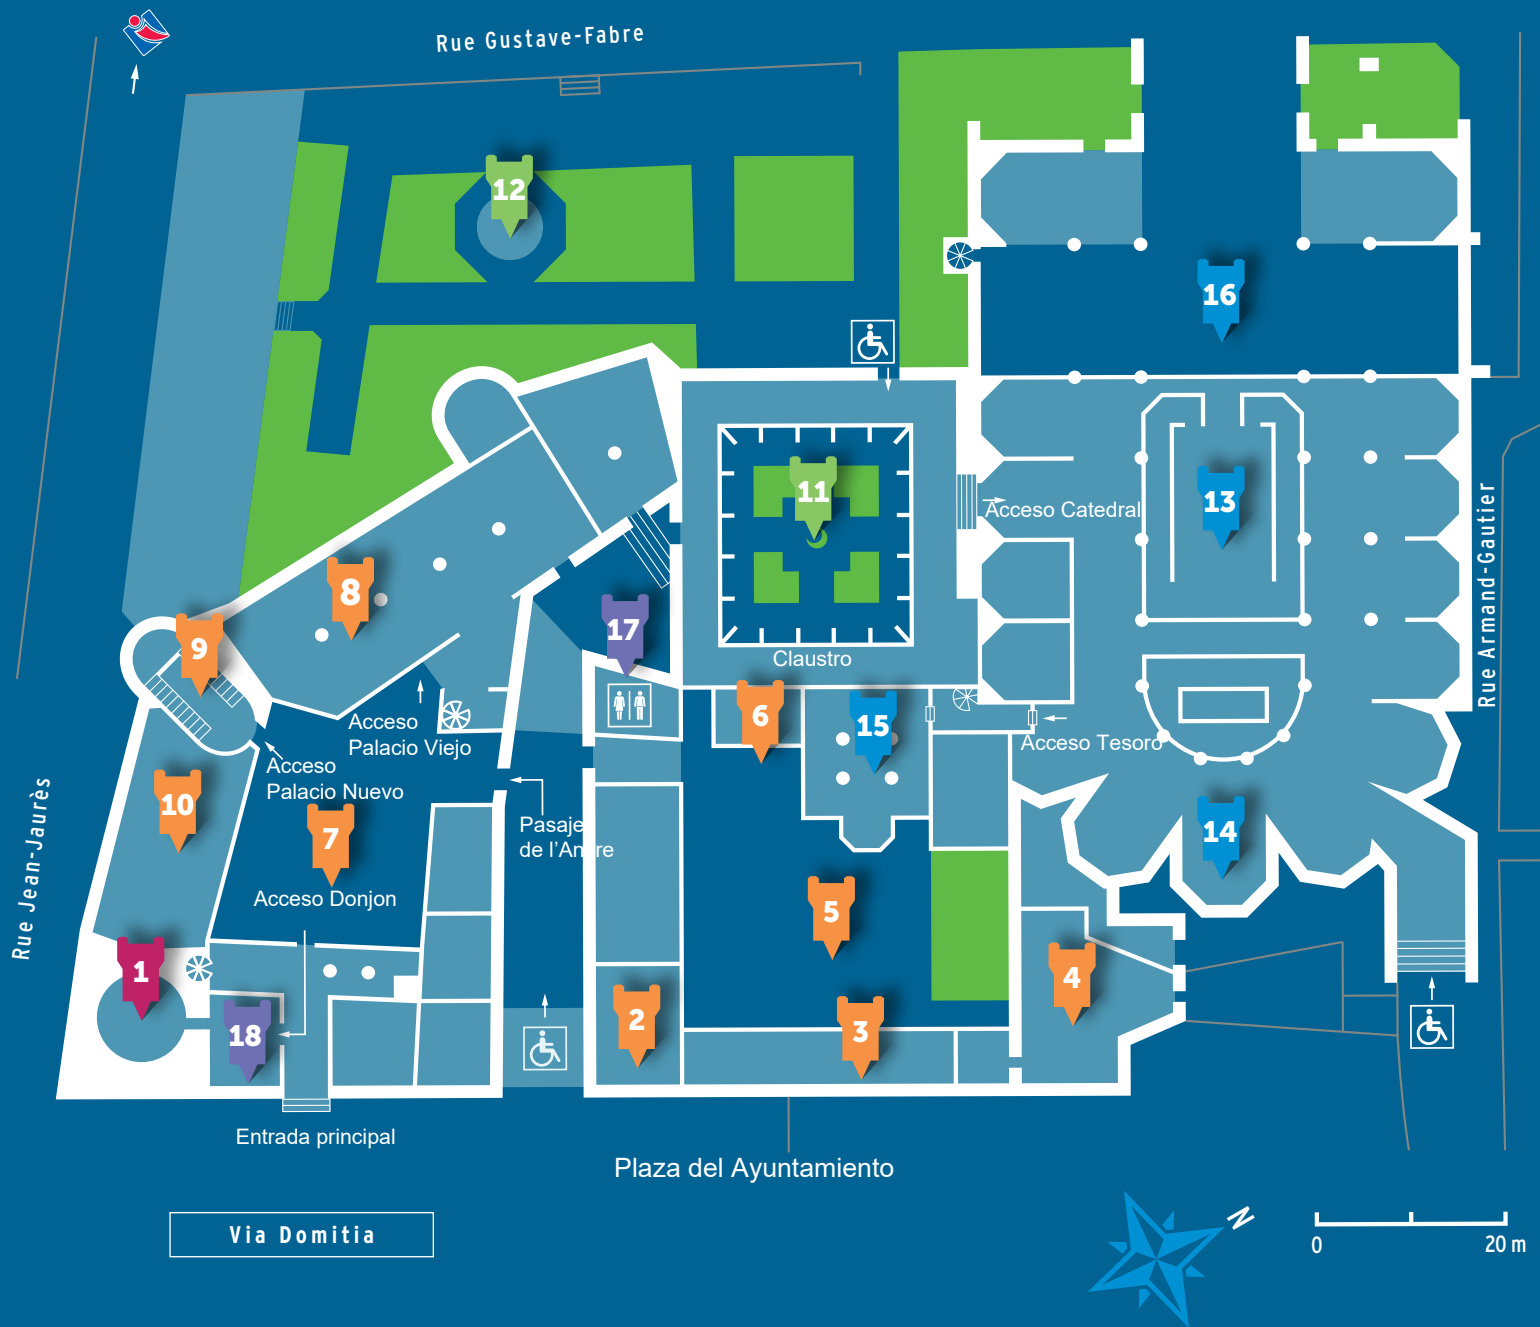 Rue Gustave-Fabre
12
16
11
13
Acceso Catedral
Rue Armand-Gautier
8
9
17
Claustro
6
15
Acceso
Palacio Viejo
Acceso Tesoro
Acceso
Palacio Nuevo
10
7
Pasaje
de l'Ancre
14
Rue Jean-Jaurès
Acceso Donjon
5
1
4
2
3
18
Entrada principal
Plaza del Ayuntamiento
Via Domitia
N
0
20 m